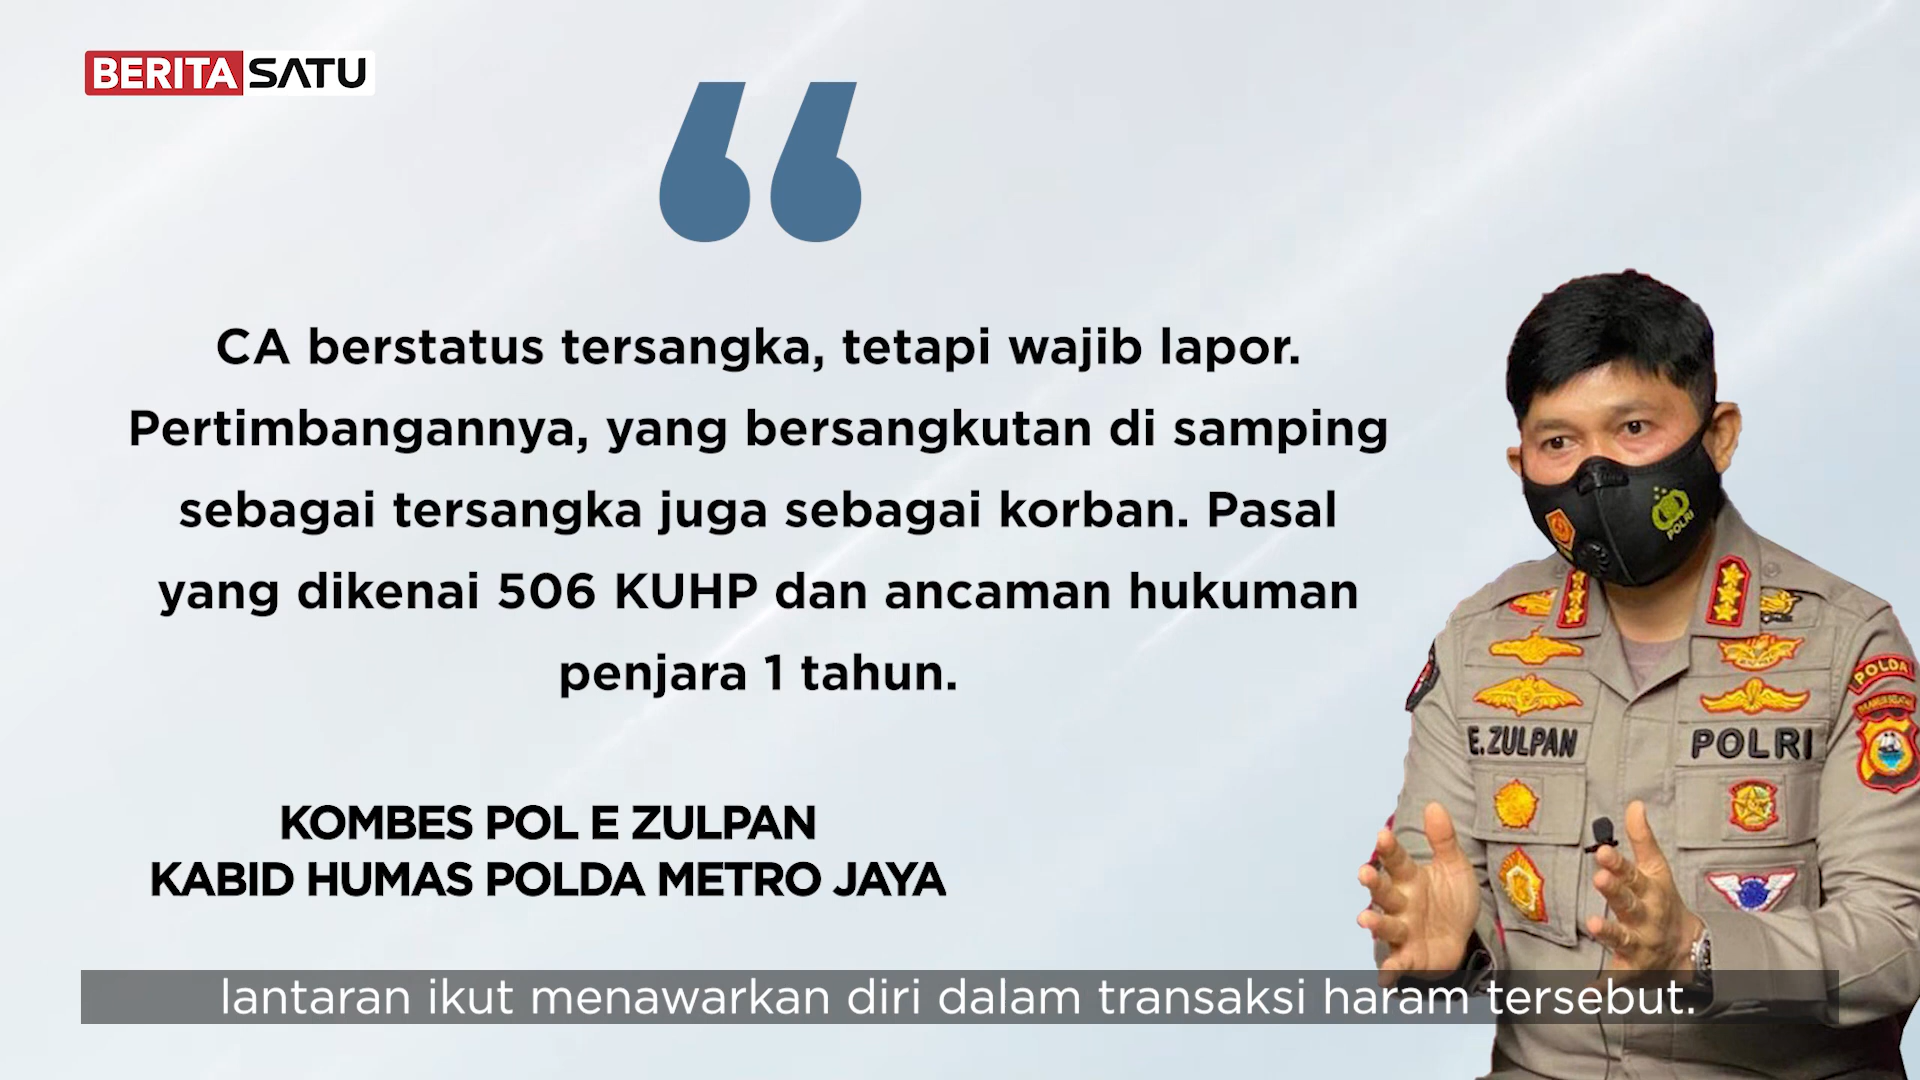 BERITA SATU
CA berstatus tersangka, tetapi wajib lapor.
Pertimbangannya, yang bersangkutan di samping
sebagai tersangka juga sebagai korban. Pasal
yang dikenai 506 KUHP dan ancaman hukuman
penjara 1 tahun.
KOMBES POL E ZULPAN
KABID HUMAS POLDA METRO JAYA
lantaran ikut menawarkan diri dalam transaksi haram tersebut.
POLRI
E. ZULPAN
POLRI
POLDA